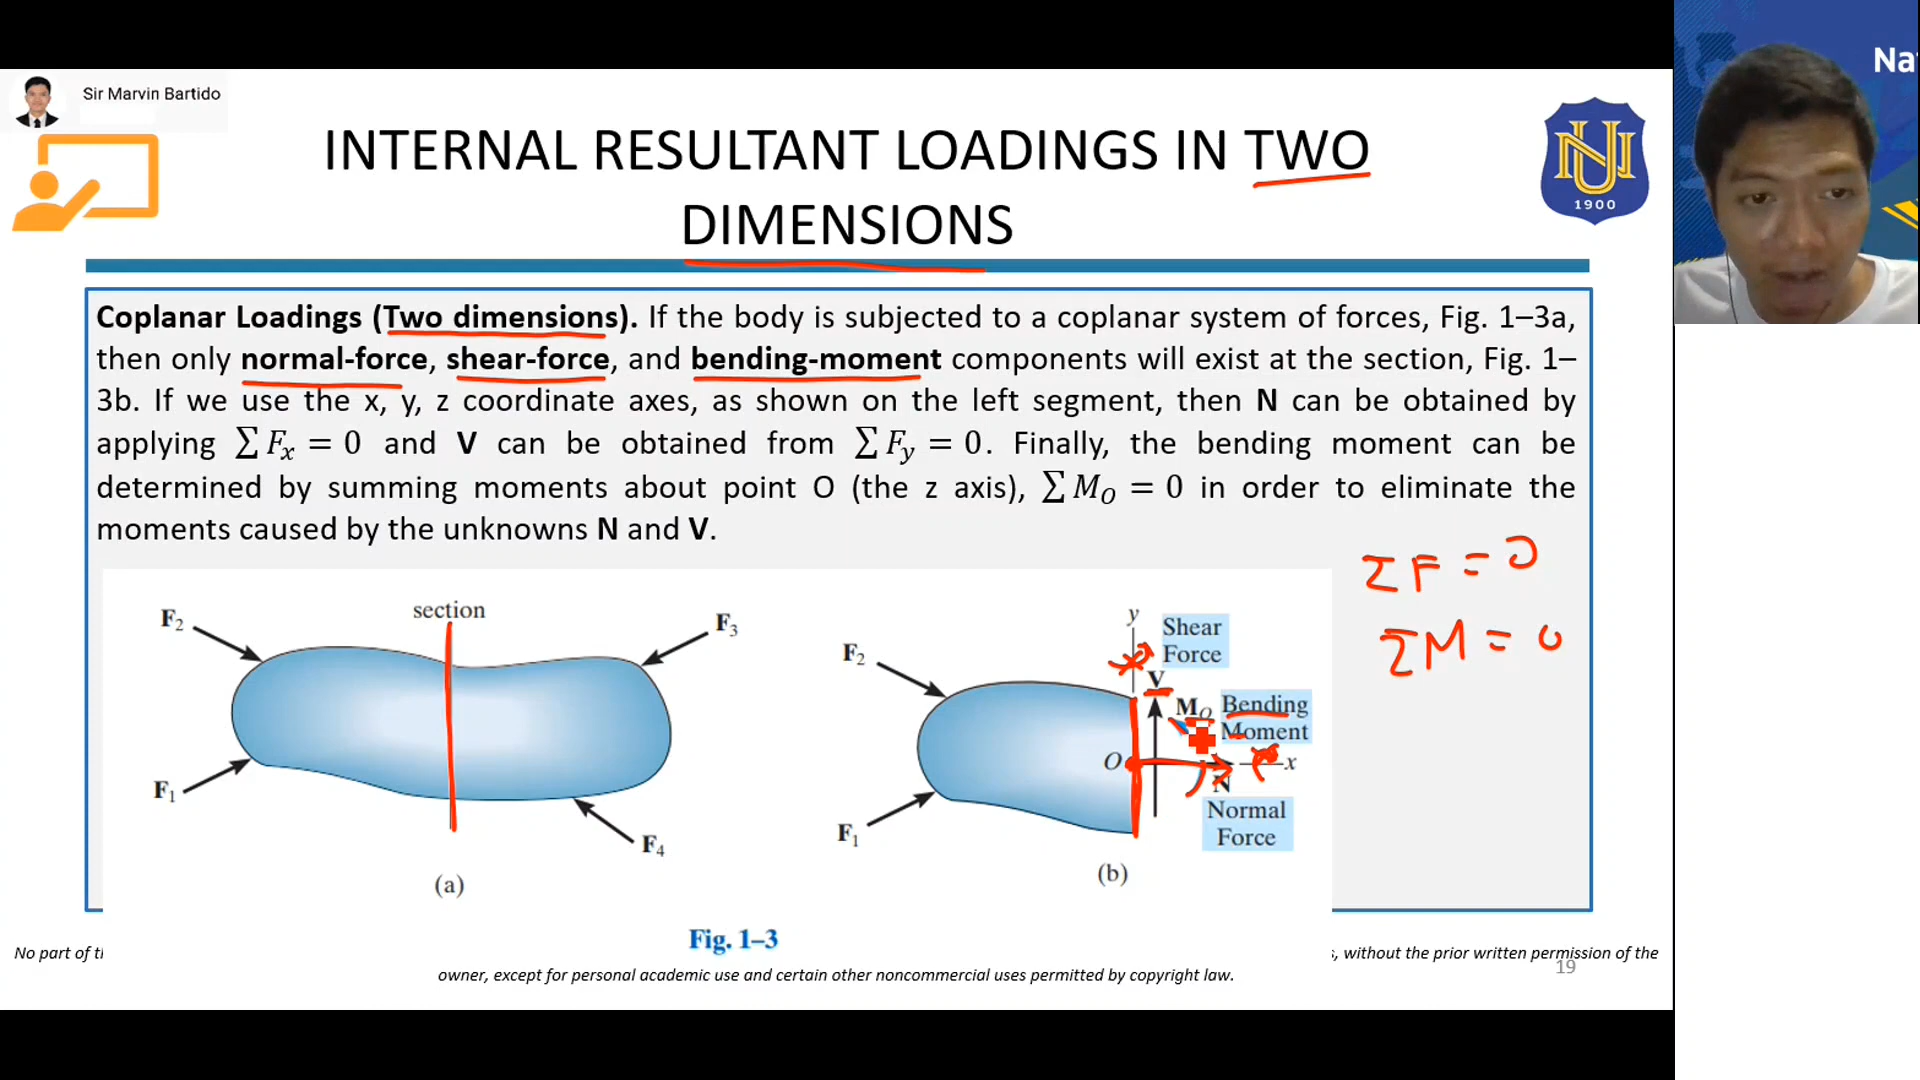 Na
Sir Marvin Bartido
INTERNAL RESULTANT LOADINGS IN TWO
DIMENSIONS
NU
1900
Coplanar Loadings (Two dimensions). If the body is subjected to a coplanar system of forces, Fig. 1–3a,
then only normal-force, shear-force, and bending-moment components will exist at the section, Fig. 1–
3b. If we use the x, y, z coordinate axes, as shown on the left segment, then N can be obtained by
applying ∑ Fₓ = 0 and V can be obtained from ∑ F_y = 0. Finally, the bending moment can be
determined by summing moments about point O (the z axis), ∑ M_O = 0 in order to eliminate the
moments caused by the unknowns N and V.
ΣF = 0
ΣM = 0
section
F₂
F₃
F₁
F₄
(a)
y
Shear
Force
F₂
V
M_O Bending
Moment
O
x
N
Normal
Force
F₁
(b)
Fig. 1–3
No part of t
, without the prior written permission of the
owner, except for personal academic use and certain other noncommercial uses permitted by copyright law.
19